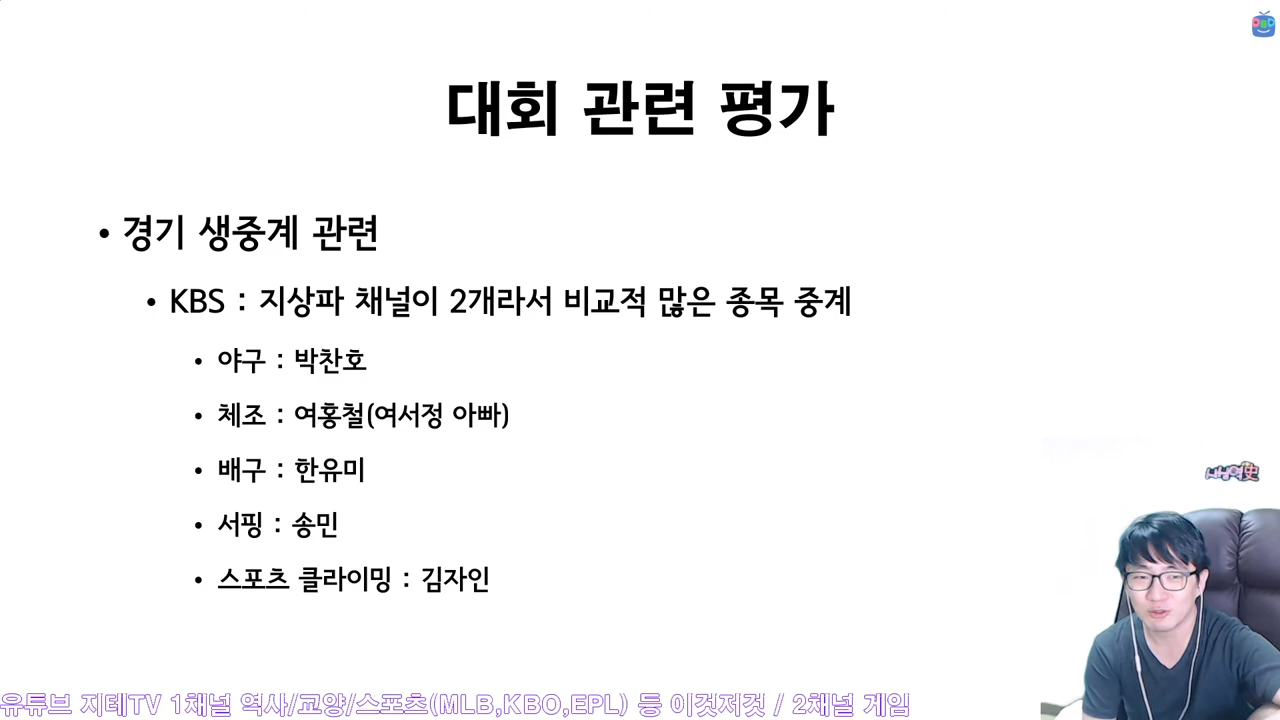 대회 관련 평가
• 경기 생중계 관련
• KBS : 지상파 채널이 2개라서 비교적 많은 종목 중계
• 야구 : 박찬호
• 체조 : 여홍철(여서정 아빠)
• 배구 : 한유미
• 서핑 : 송민
• 스포츠 클라이밍 : 김자인
유튜브 지테TV 1채널 역사/교양/스포츠(MLB,KBO,EPL) 등 이것저것 / 2채널 게임